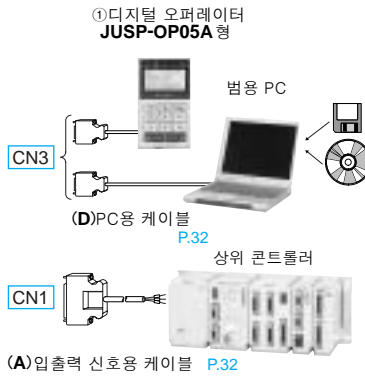 ①디지털 오퍼레이터
JUSP-OP05A형
범용 PC
CN3
(D)PC용 케이블
P.32
상위 콘트롤러
CN1
(A)입출력 신호용 케이블 P.32